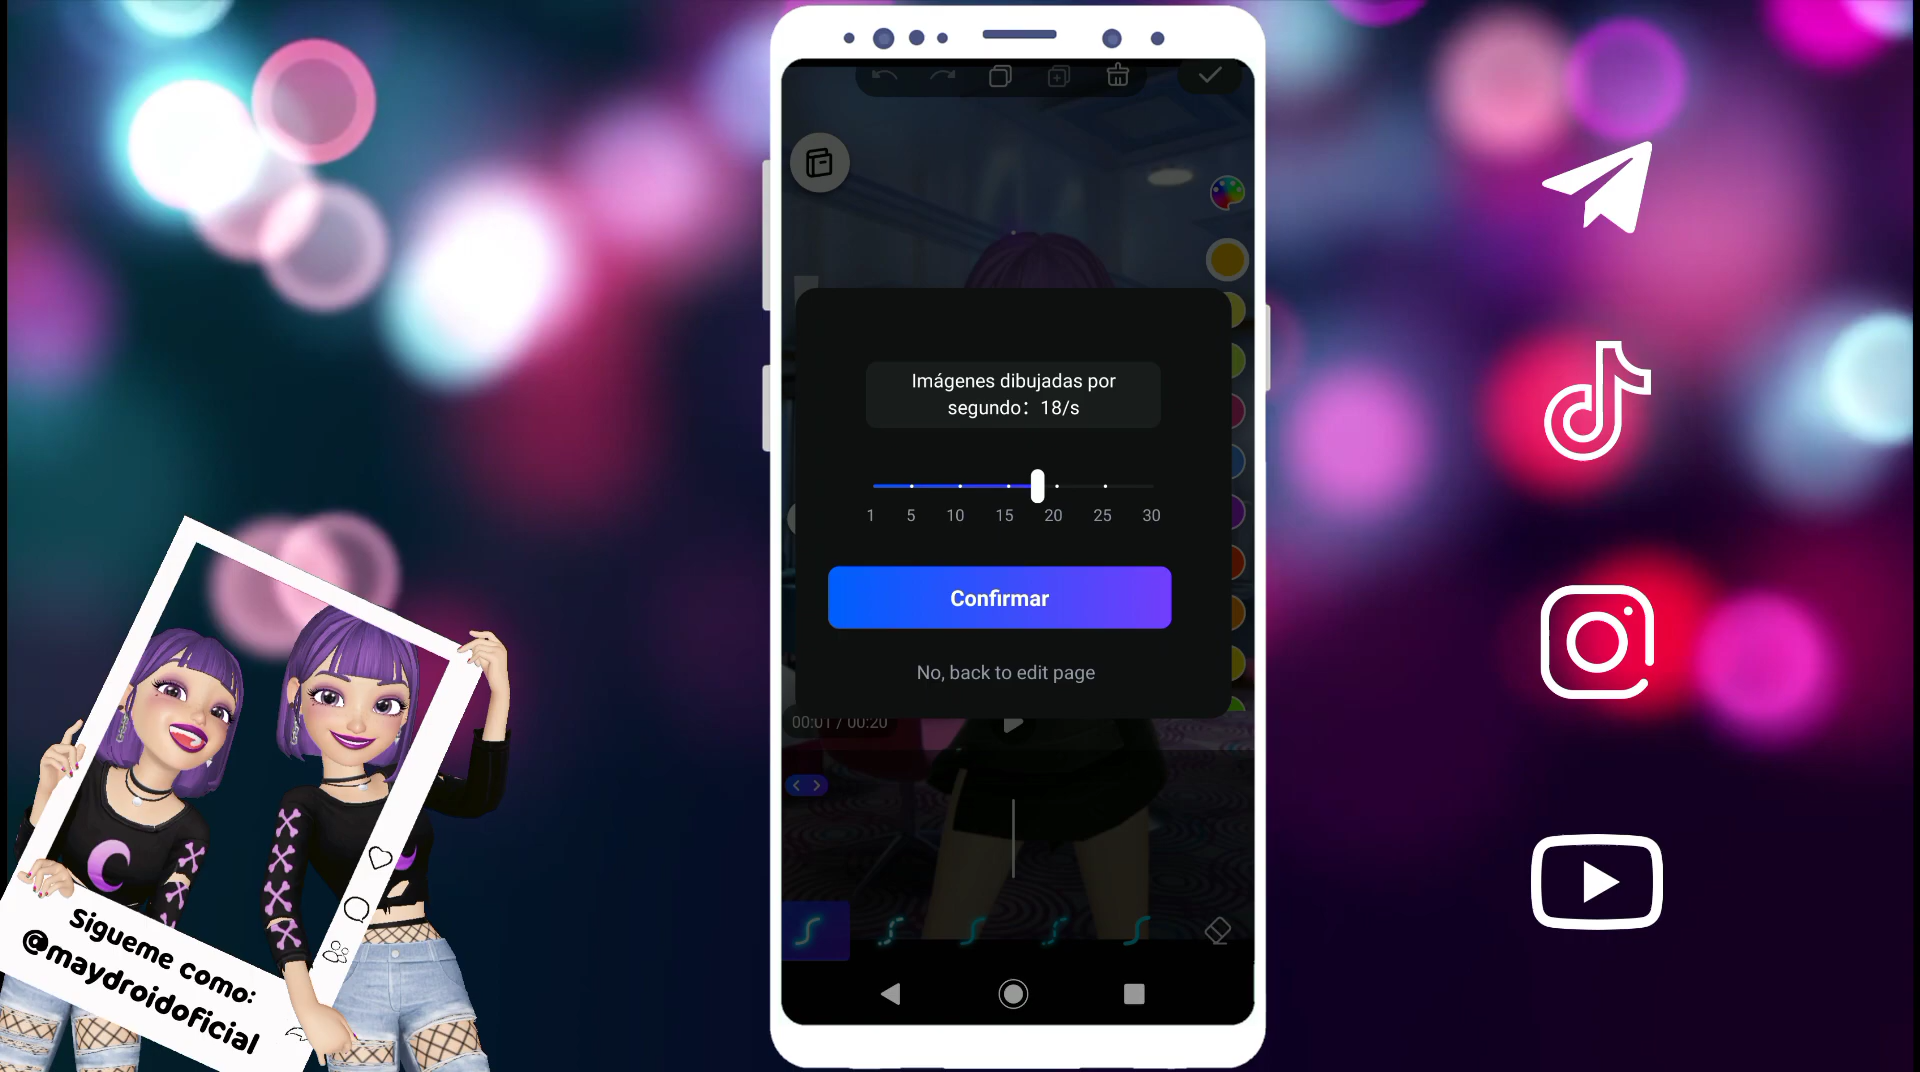 Imágenes dibujadas por
segundo: 18/s
1 5 10 15 20 25 30
Confirmar
No, back to edit page
00:01 / 00:20
Sigueme como:
@maydroidoficial